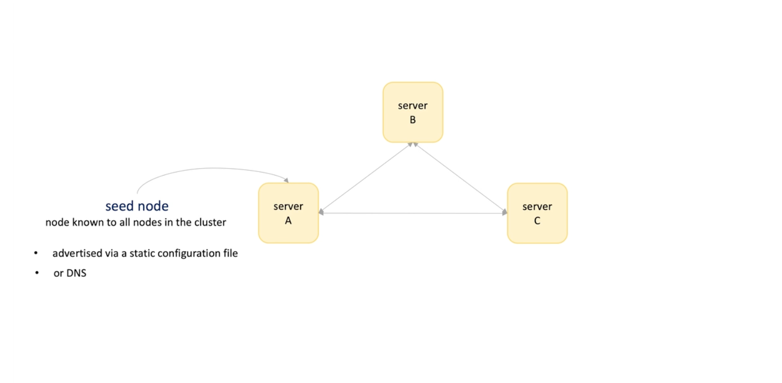 server
B
seed node
node known to all nodes in the cluster
server
A
server
C
• advertised via a static configuration file
• or DNS